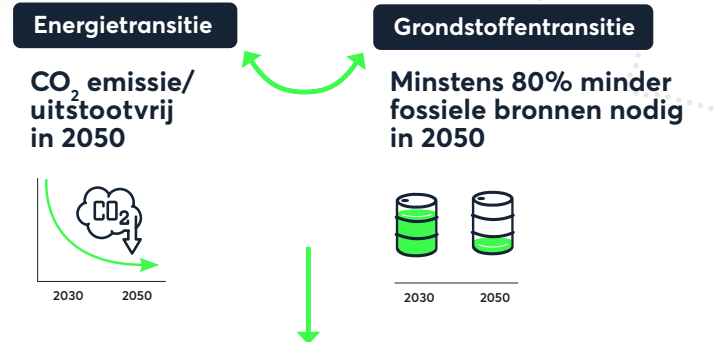 Energietransitie
CO₂ emissie/
uitstootvrij
in 2050
CO₂
2030 2050
Grondstoffentransitie
Minstens 80% minder
fossiele bronnen nodig
in 2050
2030 2050